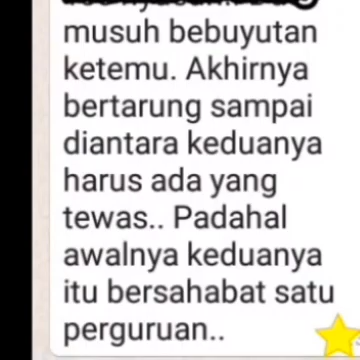 musuh bebuyutan
ketemu. Akhirnya
bertarung sampai
diantara keduanya
harus ada yang
tewas.. Padahal
awalnya keduanya
itu bersahabat satu
perguruan..